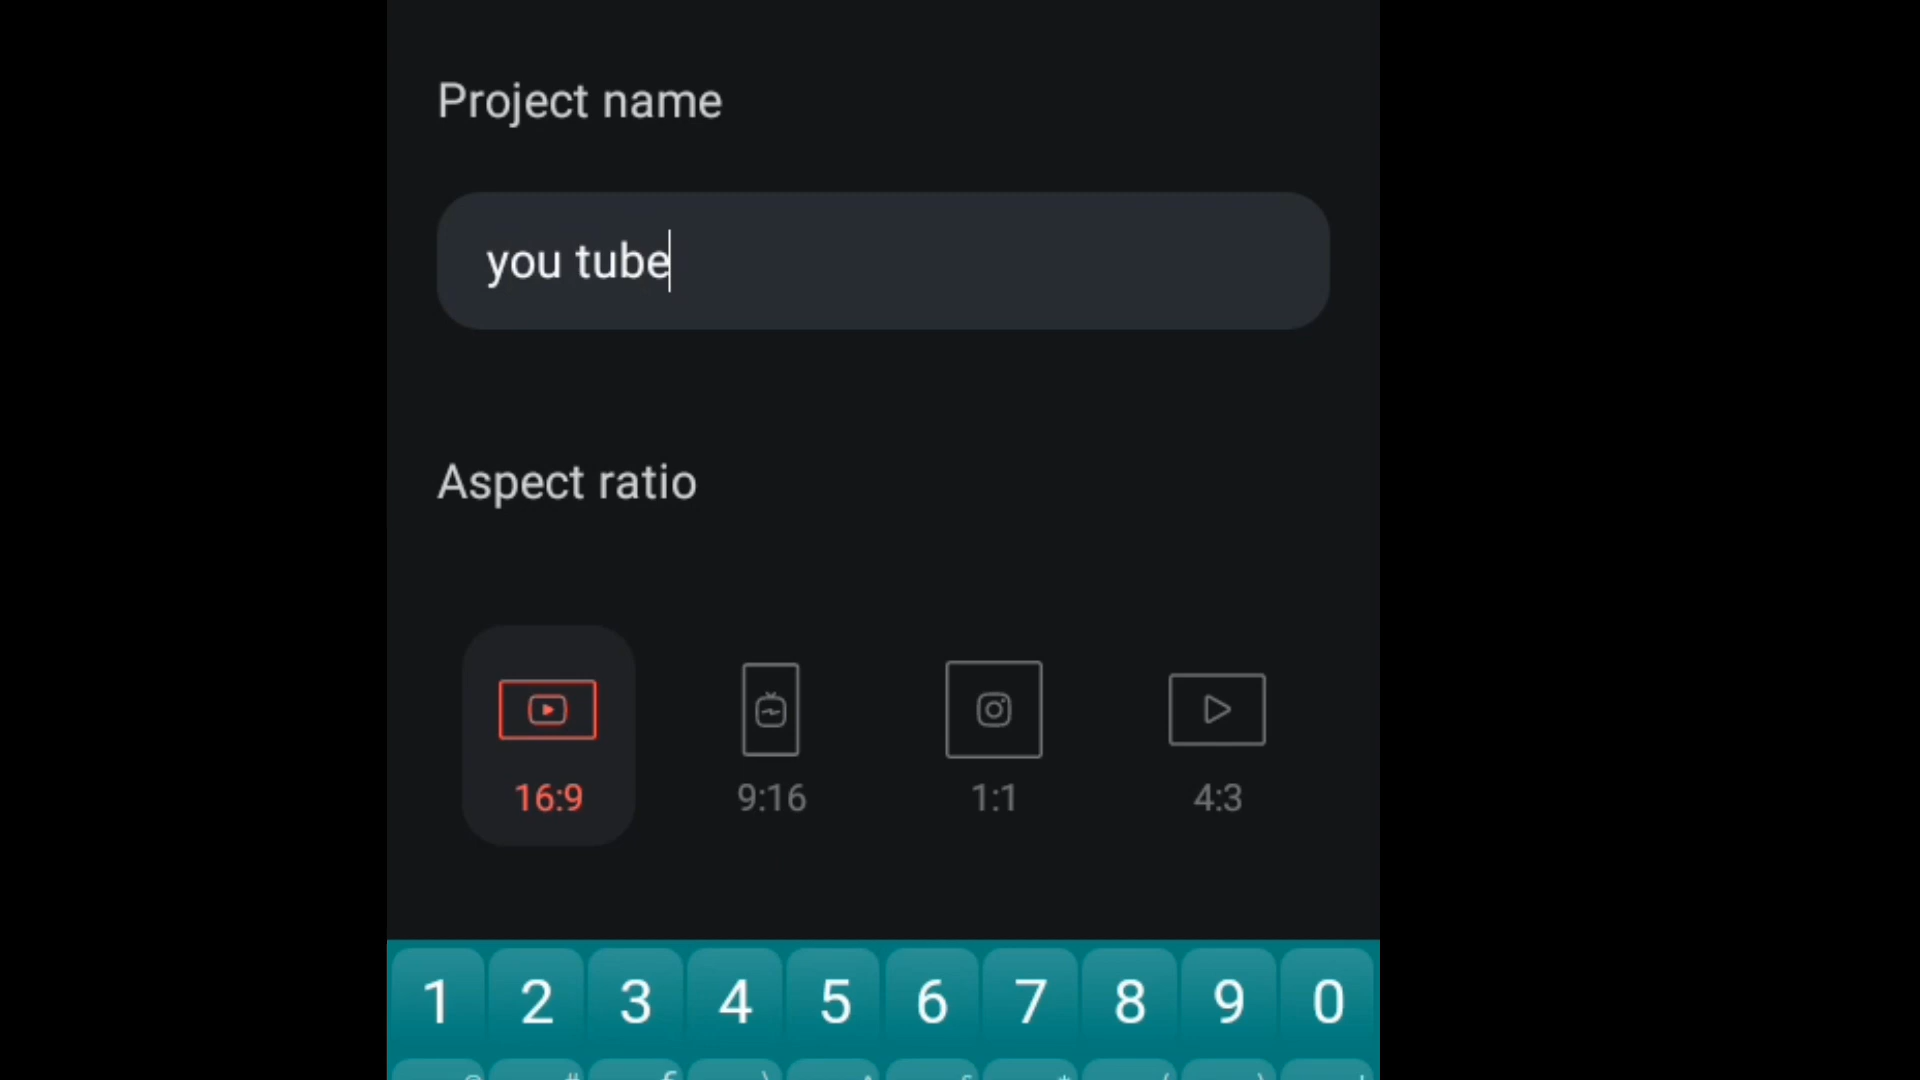 Project name
you tube
Aspect ratio
16:9 9:16 1:1 4:3
1 2 3 4 5 6 7 8 9 0